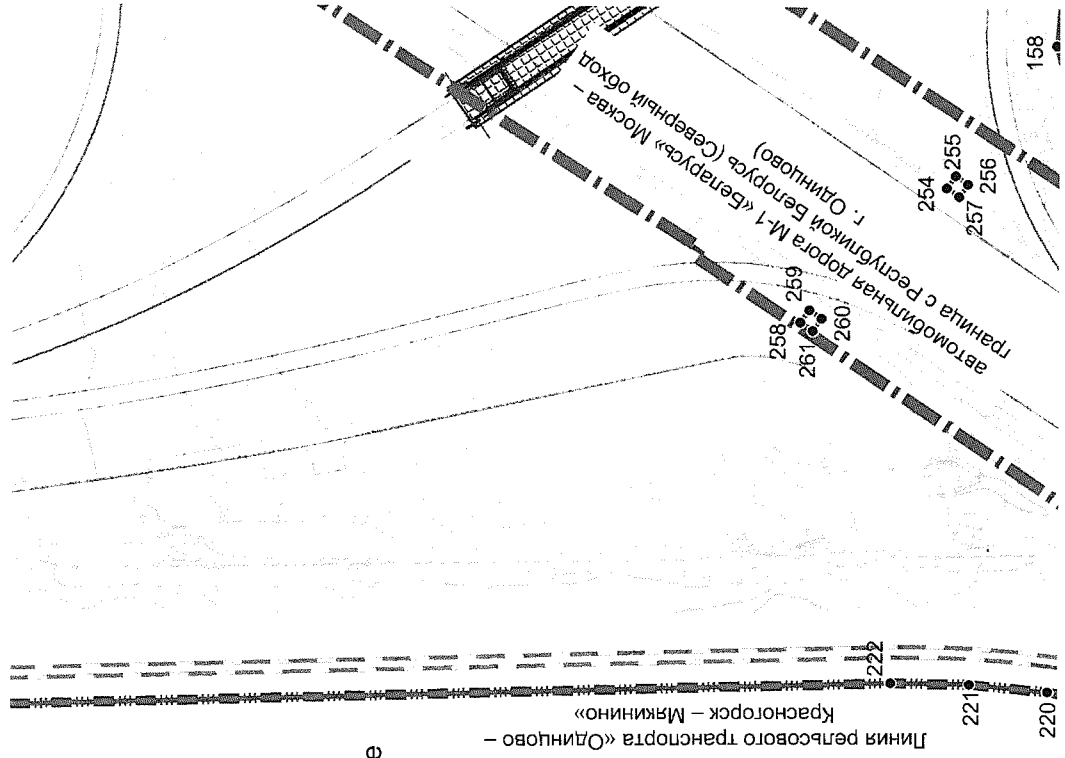 автомобильная дорога М-1 «Беларусь» Москва –
граница с Республикой Белорусь (Северный обход
г. Одинцово)
Линия рельсового транспорта «Одинцово –
Красногорск – Мякинино»
158
254
255
256
257
258
259
260
261
222
221
220
Ф